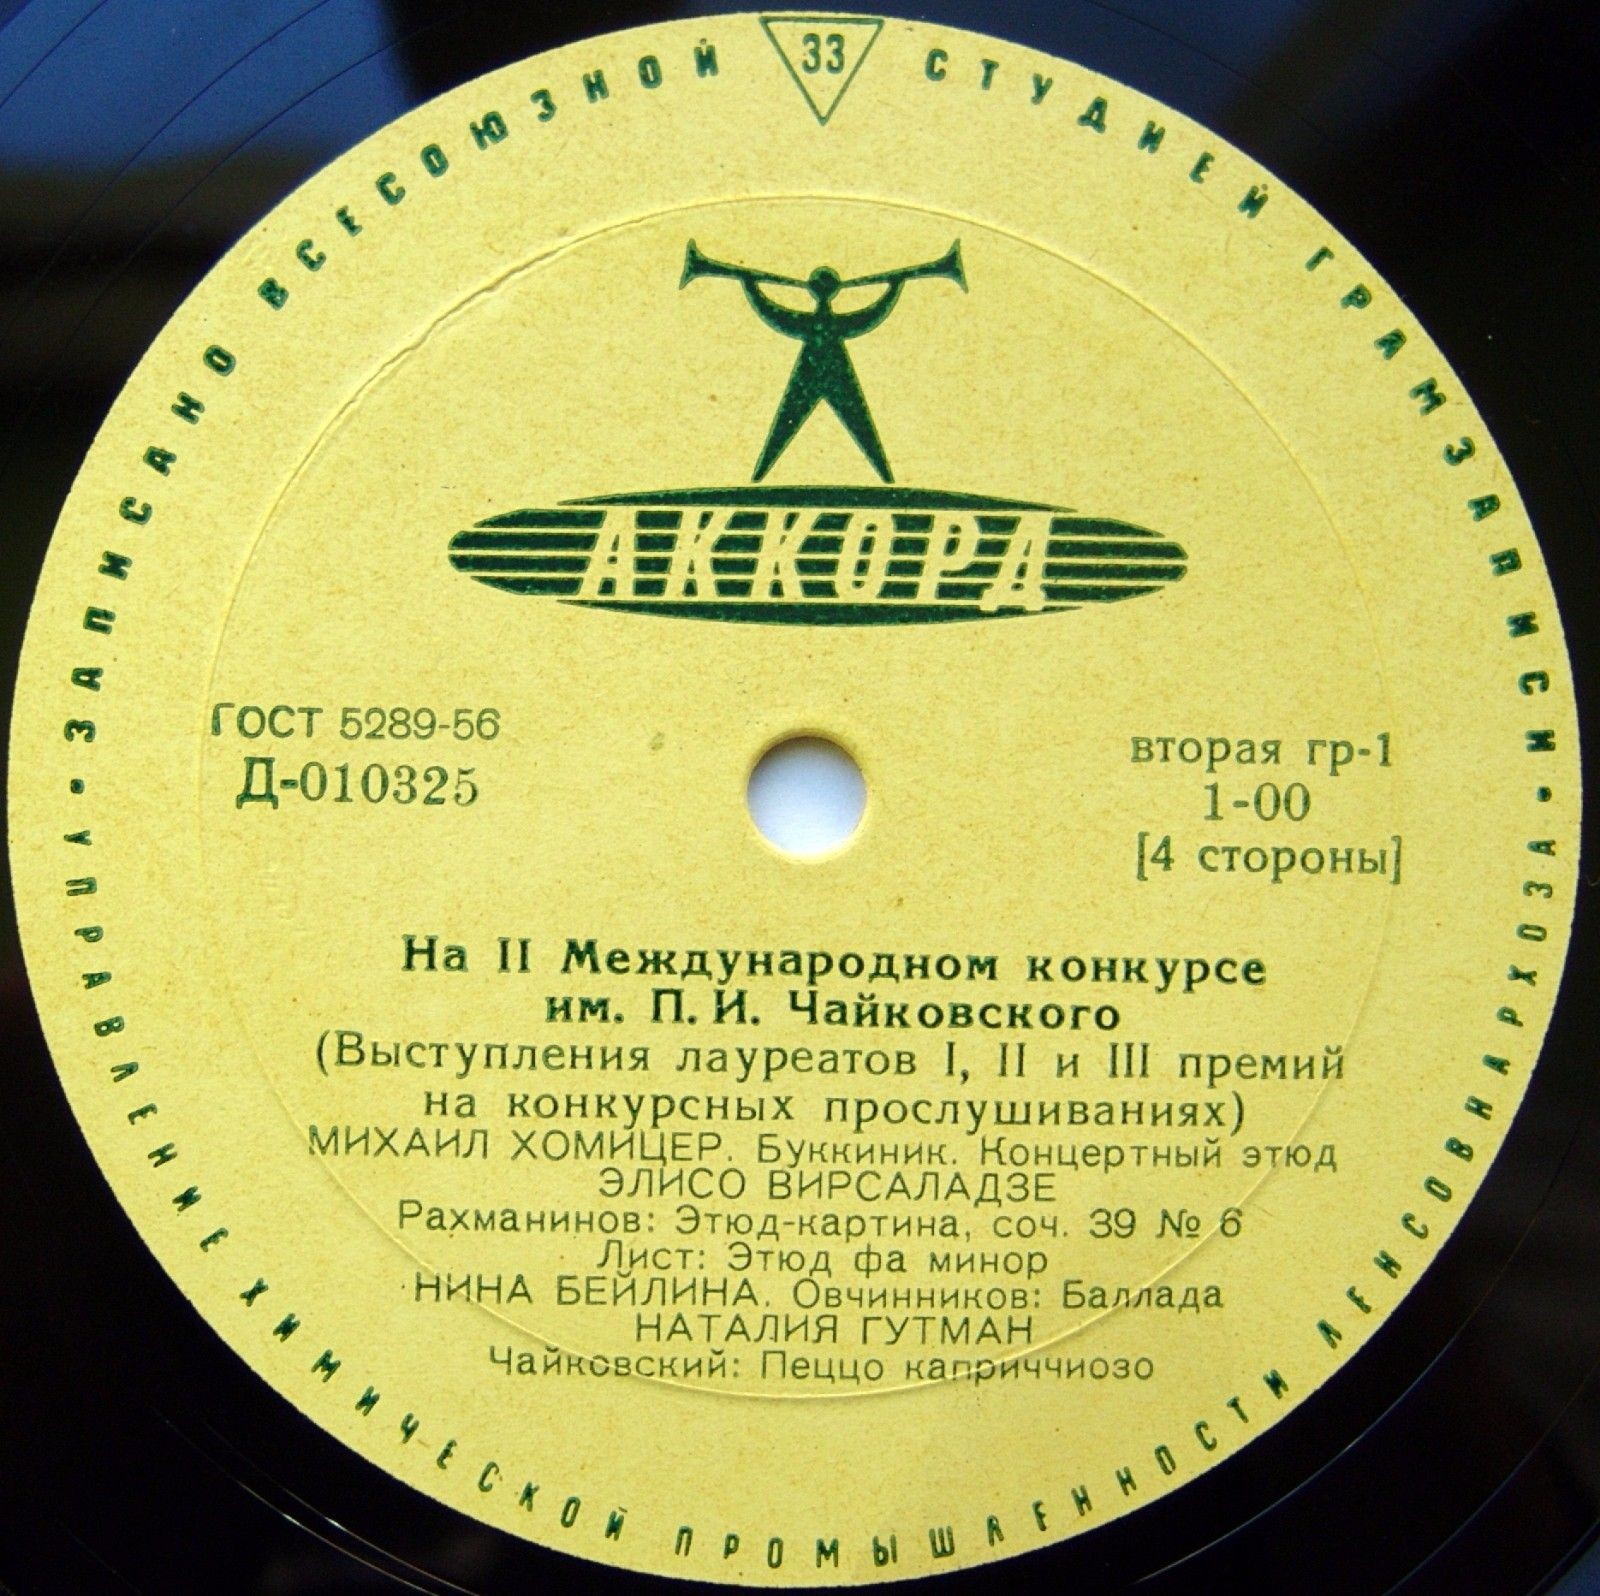 33
ЗАПИСАНО ВСЕСОЮЗНОЙ СТУДИЕЙ ГРАМЗАПИСИ
АККОРД
ГОСТ 5289-56
Д-010325
вторая гр-1
1-00
[4 стороны]
На II Международном конкурсе
им. П. И. Чайковского
(Выступления лауреатов I, II и III премий
на конкурсных прослушиваниях)
МИХАИЛ ХОМИЦЕР. Буккиник. Концертный этюд
ЭЛИСО ВИРСАЛАДЗЕ
Рахманинов: Этюд-картина, соч. 39 № 6
Лист: Этюд фа минор
НИНА БЕЙЛИНА. Овчинников: Баллада
НАТАЛИЯ ГУТМАН
Чайковский: Пеццо каприччиозо
УПРАВЛЕНИЕ ХИМИЧЕСКОЙ ПРОМЫШЛЕННОСТИ ЛЕНСОВНАРХОЗА